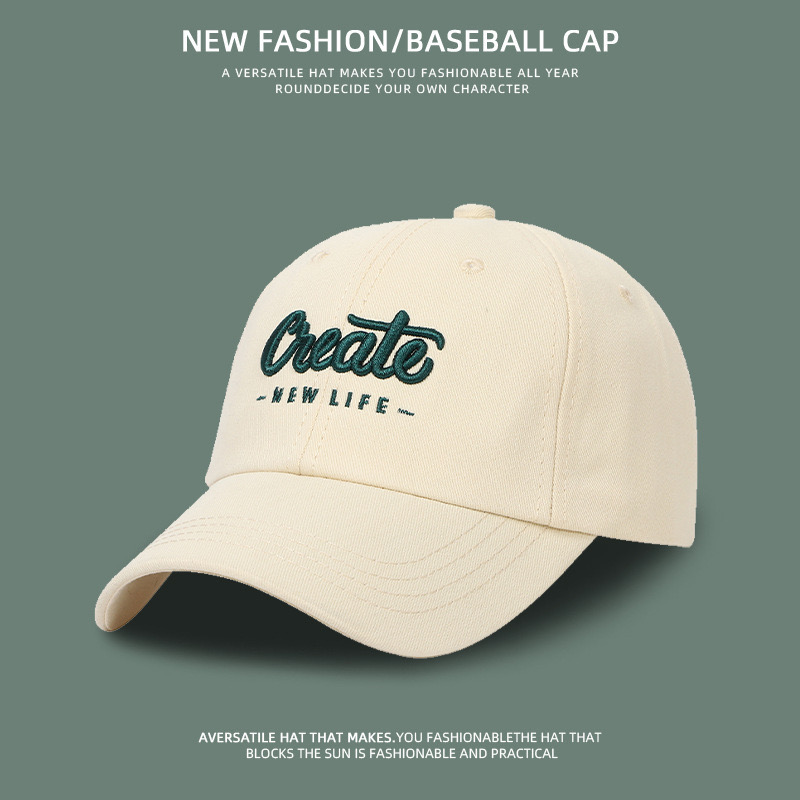 NEW FASHION/BASEBALL CAP
A VERSATILE HAT MAKES YOU FASHIONABLE ALL YEAR
ROUNDDECIDE YOUR OWN CHARACTER
Create
- NEW LIFE ~
AVERSATILE HAT THAT MAKES.YOU FASHIONABLETHE HAT THAT
BLOCKS THE SUN IS FASHIONABLE AND PRACTICAL